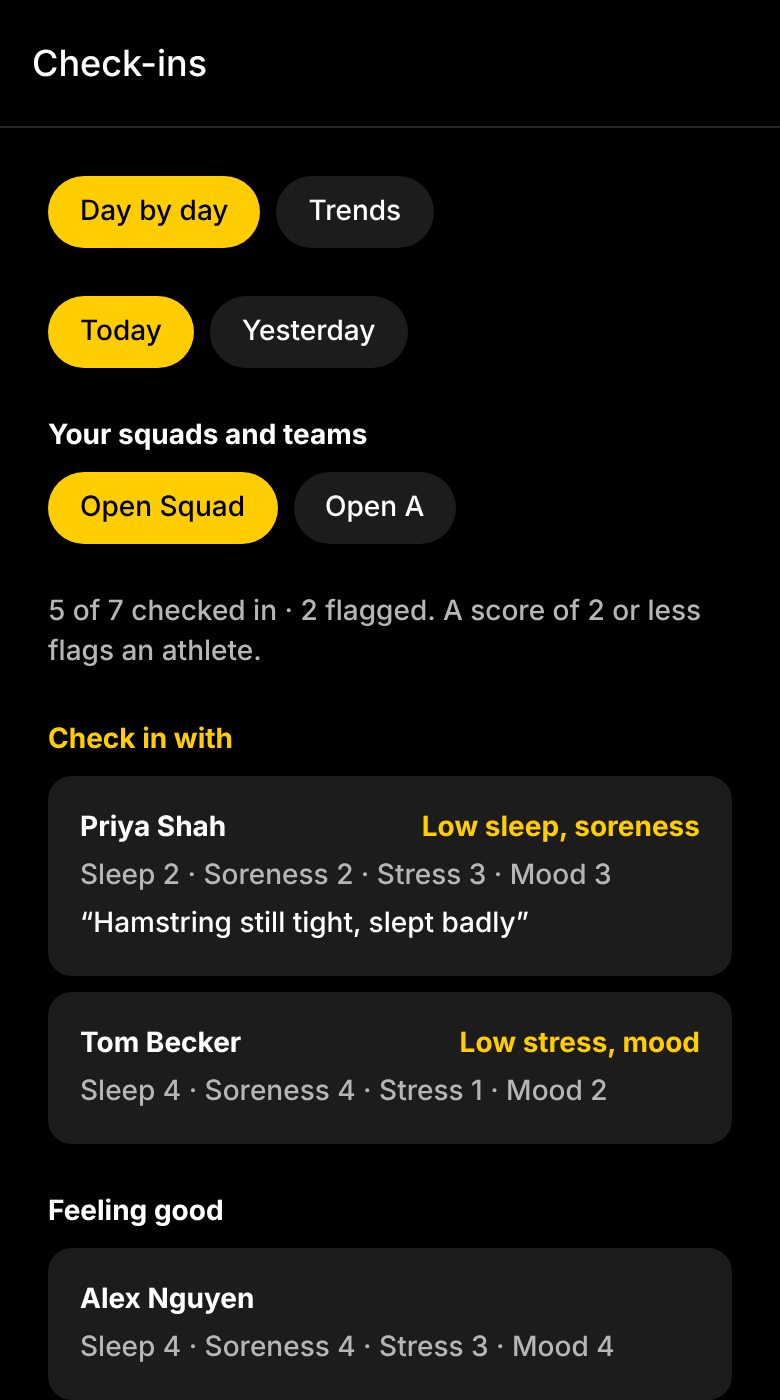 Check-ins
Day by day Trends
Today Yesterday
Your squads and teams
Open Squad Open A
5 of 7 checked in · 2 flagged. A score of 2 or less
flags an athlete.
Check in with
Priya Shah Low sleep, soreness
Sleep 2 · Soreness 2 · Stress 3 · Mood 3
“Hamstring still tight, slept badly”
Tom Becker Low stress, mood
Sleep 4 · Soreness 4 · Stress 1 · Mood 2
Feeling good
Alex Nguyen
Sleep 4 · Soreness 4 · Stress 3 · Mood 4